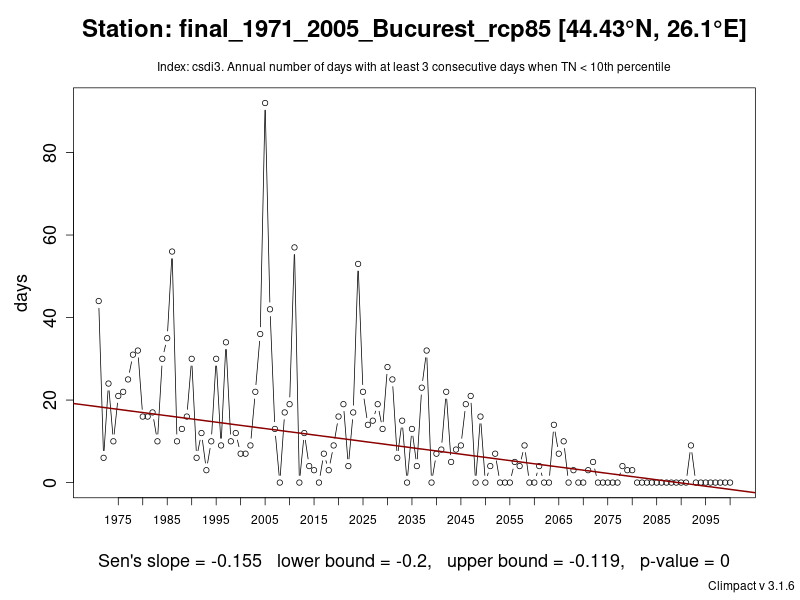 Station: final_1971_2005_Bucurest_rcp85 [44.43°N, 26.1°E]
Index: csdi3. Annual number of days with at least 3 consecutive days when TN < 10th percentile
days
80
60
40
20
0
1975 1985 1995 2005 2015 2025 2035 2045 2055 2065 2075 2085 2095
Sen's slope = -0.155 lower bound = -0.2, upper bound = -0.119, p-value = 0
Climpact v 3.1.6